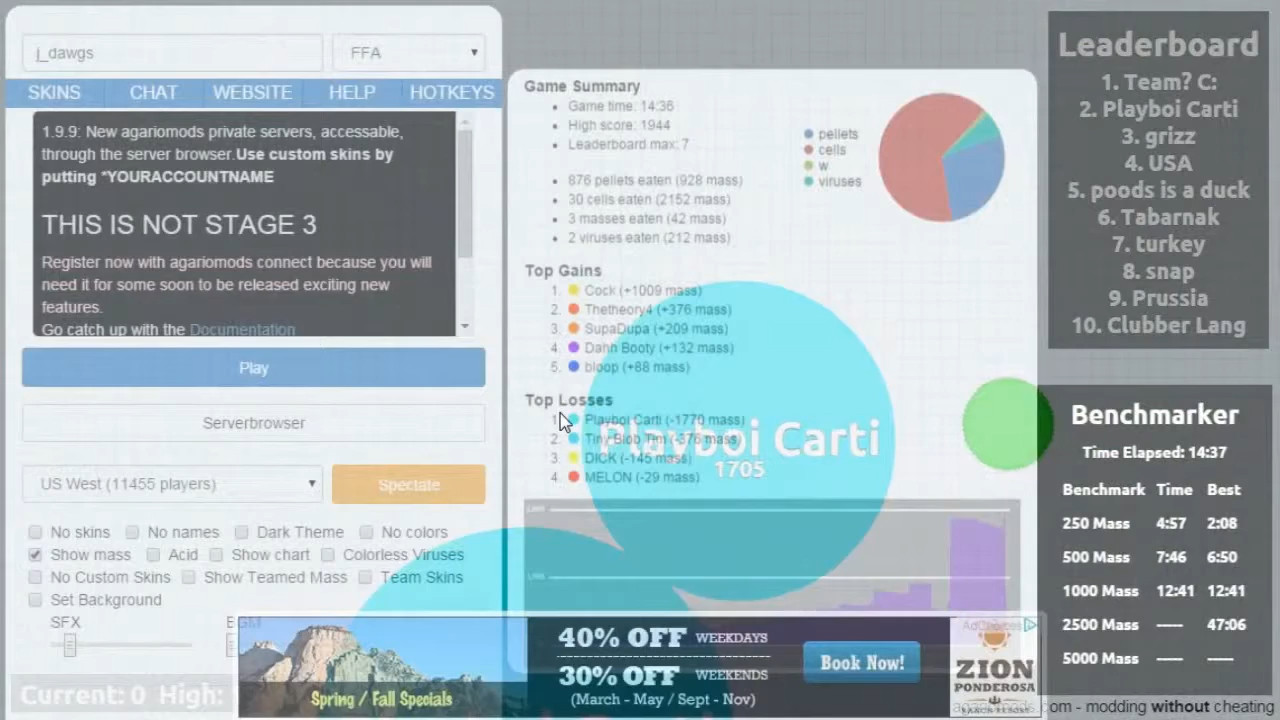 j_dawgs
FFA
SKINS CHAT WEBSITE HELP HOTKEYS
1.9.9: New agariomods private servers, accessable,
through the server browser.Use custom skins by
putting *YOURACCOUNTNAME
THIS IS NOT STAGE 3
Register now with agariomods connect because you will
need it for some soon to be released exciting new
features.
Go catch up with the Documentation
Play
Serverbrowser
US West (11455 players)
Spectate
No skins No names Dark Theme No colors
Show mass Acid Show chart Colorless Viruses
No Custom Skins Show Teamed Mass Team Skins
Set Background
SFX BGM
Current: 0 High:
Game Summary
Game time: 14:36
High score: 1944
Leaderboard max: 7
876 pellets eaten (928 mass)
30 cells eaten (2152 mass)
3 masses eaten (42 mass)
2 viruses eaten (212 mass)
pellets
cells
w
viruses
Top Gains
1. Cock (+1009 mass)
2. Thetheory4 (+376 mass)
3. SupaDupa (+209 mass)
4. Dahh Booty (+132 mass)
5. bloop (+88 mass)
Top Losses
1. Playboi Carti (-1770 mass)
2. Tiny Blob Tim (-376 mass)
3. DICK (-145 mass)
4. MELON (-29 mass)
Playboi Carti
1705
40% OFF WEEKDAYS
30% OFF WEEKENDS
(March - May / Sept - Nov)
Spring / Fall Specials
Book Now!
AdChoices
ZION
PONDEROSA
RANCH RESORT
Leaderboard
1. Team? C:
2. Playboi Carti
3. grizz
4. USA
5. poods is a duck
6. Tabarnak
7. turkey
8. snap
9. Prussia
10. Clubber Lang
Benchmarker
Time Elapsed: 14:37
Benchmark Time Best
250 Mass 4:57 2:08
500 Mass 7:46 6:50
1000 Mass 12:41 12:41
2500 Mass ---- 47:06
5000 Mass ---- ----
.com - modding without cheating